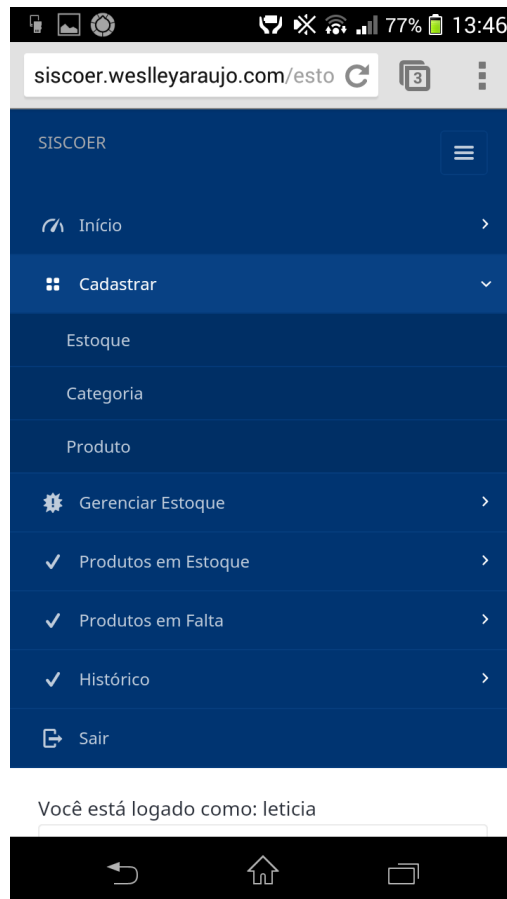 77% 13:46
siscoer.weslleyaraujo.com/esto
3
SISCOER
Início
Cadastrar
Estoque
Categoria
Produto
Gerenciar Estoque
Produtos em Estoque
Produtos em Falta
Histórico
Sair
Você está logado como: leticia